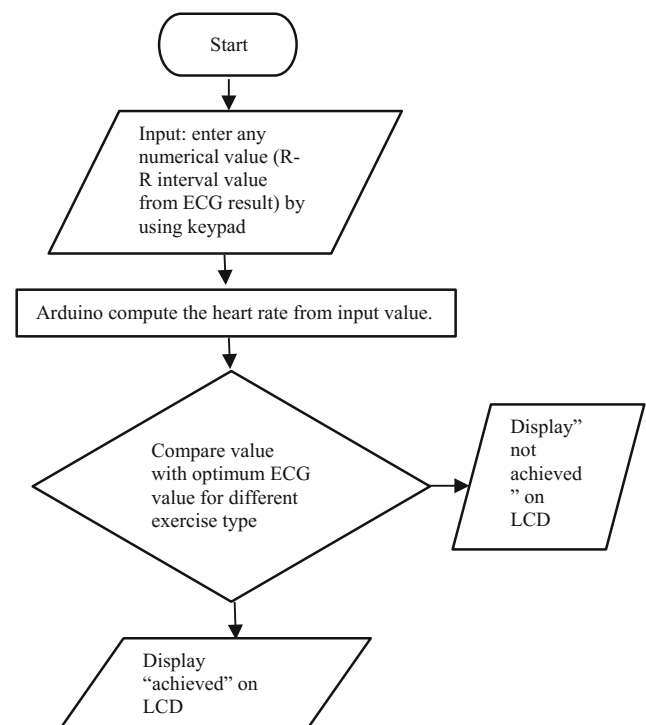 Start
Input: enter any
numerical value (R-
R interval value
from ECG result) by
using keypad
Arduino compute the heart rate from input value.
Compare value
with optimum ECG
value for different
exercise type
Display”
not
achieved
” on
LCD
Display
“achieved” on
LCD